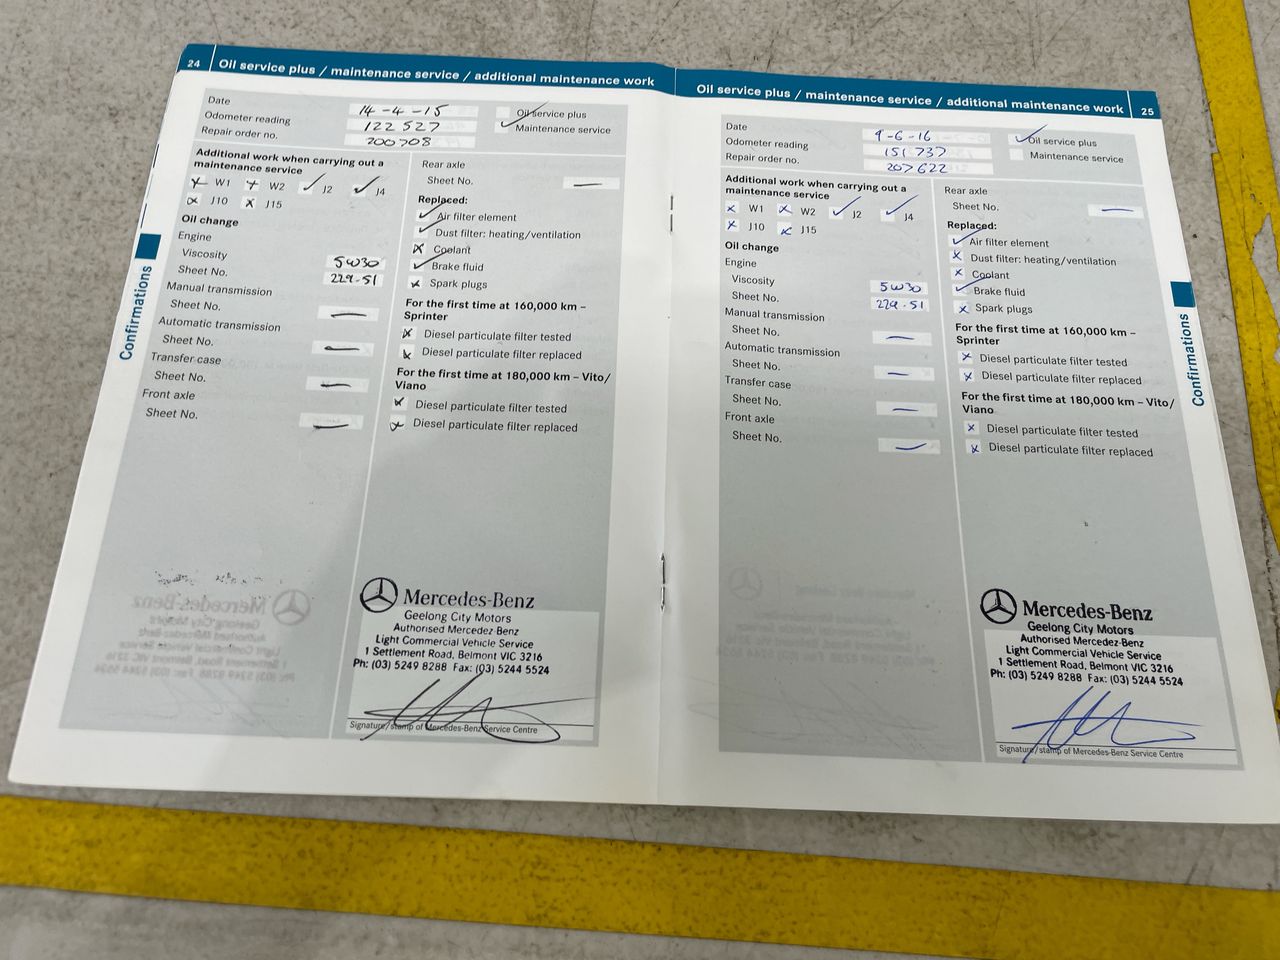 24 Oil service plus / maintenance service / additional maintenance work
Date 14-4-15
Odometer reading 122 527
Repair order no. 200708
Oil service plus
Maintenance service
Additional work when carrying out a
maintenance service
W1 W2 J2 J4
J10 J15
Oil change
Engine
Viscosity 5W30
Sheet No. 229.51
Manual transmission
Sheet No. —
Automatic transmission
Sheet No. —
Transfer case
Sheet No. —
Front axle
Sheet No. —
Rear axle
Sheet No. —
Replaced:
Air filter element
Dust filter: heating/ventilation
Coolant
Brake fluid
Spark plugs
For the first time at 160,000 km –
Sprinter
Diesel particulate filter tested
Diesel particulate filter replaced
For the first time at 180,000 km – Vito/
Viano
Diesel particulate filter tested
Diesel particulate filter replaced
Mercedes-Benz
Geelong City Motors
Authorised Mercedez Benz
Light Commercial Vehicle Service
1 Settlement Road, Belmont VIC 3216
Ph: (03) 5249 8288 Fax: (03) 5244 5524
Signature/stamp of Mercedes-Benz Service Centre
Confirmations
Oil service plus / maintenance service / additional maintenance work 25
Date 9-6-16
Odometer reading 151 737
Repair order no. 207622
Oil service plus
Maintenance service
Additional work when carrying out a
maintenance service
W1 W2 J2 J4
J10 J15
Oil change
Engine
Viscosity 5W30
Sheet No. 229.51
Manual transmission
Sheet No. —
Automatic transmission
Sheet No. —
Transfer case
Sheet No. —
Front axle
Sheet No. —
Rear axle
Sheet No. —
Replaced:
Air filter element
Dust filter: heating/ventilation
Coolant
Brake fluid
Spark plugs
For the first time at 160,000 km –
Sprinter
Diesel particulate filter tested
Diesel particulate filter replaced
For the first time at 180,000 km – Vito/
Viano
Diesel particulate filter tested
Diesel particulate filter replaced
Mercedes-Benz
Geelong City Motors
Authorised Mercedez-Benz
Light Commercial Vehicle Service
1 Settlement Road, Belmont VIC 3216
Ph: (03) 5249 8288 Fax: (03) 5244 5524
Signature/stamp of Mercedes-Benz Service Centre
Confirmations